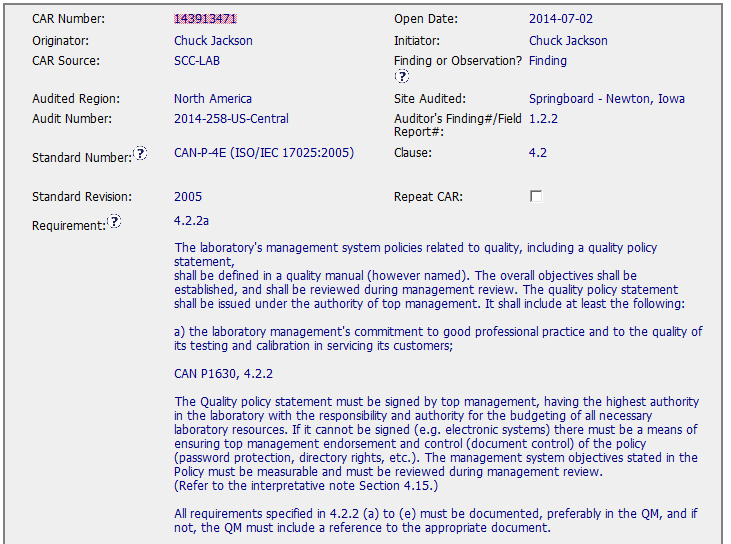 CAR Number: 143913471 Open Date: 2014-07-02
Originator: Chuck Jackson Initiator: Chuck Jackson
CAR Source: SCC-LAB Finding or Observation? Finding
?
Audited Region: North America Site Audited: Springboard - Newton, Iowa
Audit Number: 2014-258-US-Central Auditor's Finding#/Field 1.2.2
Report#:
Standard Number: ? CAN-P-4E (ISO/IEC 17025:2005) Clause: 4.2
Standard Revision: 2005 Repeat CAR:
Requirement: ? 4.2.2a
The laboratory's management system policies related to quality, including a quality policy
statement,
shall be defined in a quality manual (however named). The overall objectives shall be
established, and shall be reviewed during management review. The quality policy statement
shall be issued under the authority of top management. It shall include at least the following:
a) the laboratory management's commitment to good professional practice and to the quality of
its testing and calibration in servicing its customers;
CAN P1630, 4.2.2
The Quality policy statement must be signed by top management, having the highest authority
in the laboratory with the responsibility and authority for the budgeting of all necessary
laboratory resources. If it cannot be signed (e.g. electronic systems) there must be a means of
ensuring top management endorsement and control (document control) of the policy
(password protection, directory rights, etc.). The management system objectives stated in the
Policy must be measurable and must be reviewed during management review.
(Refer to the interpretative note Section 4.15.)
All requirements specified in 4.2.2 (a) to (e) must be documented, preferably in the QM, and if
not, the QM must include a reference to the appropriate document.